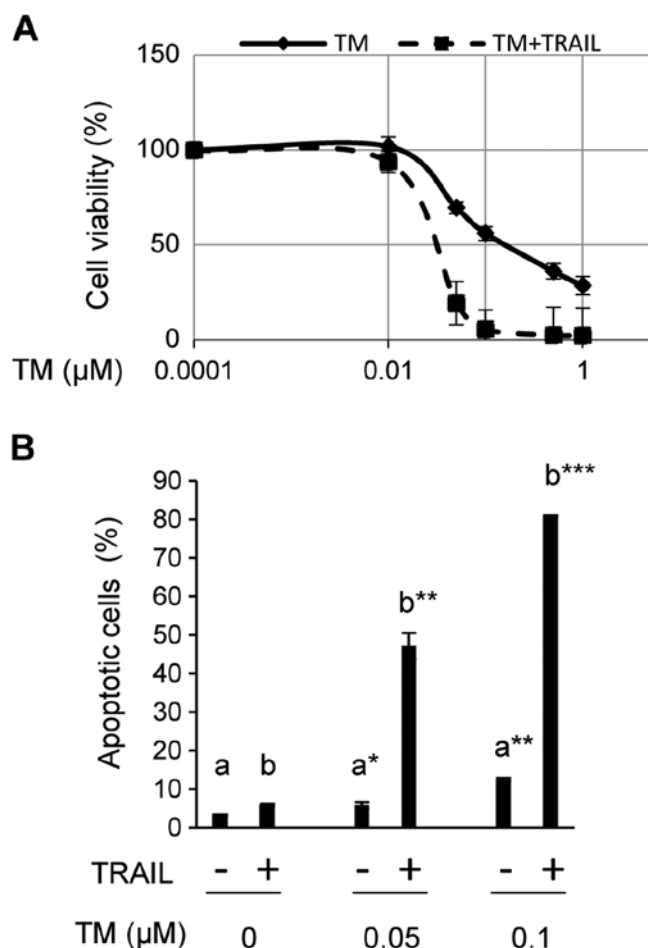 A
TM TM+TRAIL
150
100
50
0
Cell viability (%)
TM (µM) 0.0001 0.01 1
B
90
80
70
60
50
40
30
20
10
0
Apoptotic cells (%)
a b a* b** a** b***
TRAIL - + - + - +
TM (µM) 0 0.05 0.1